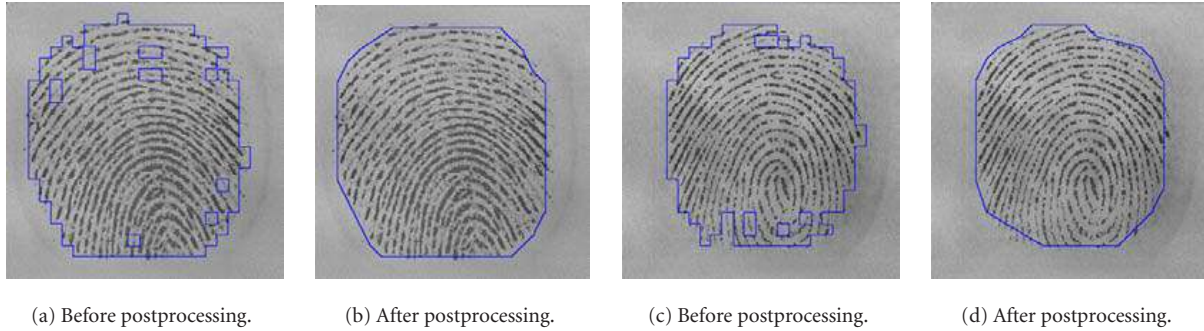 (a) Before postprocessing.
(b) After postprocessing.
(c) Before postprocessing.
(d) After postprocessing.